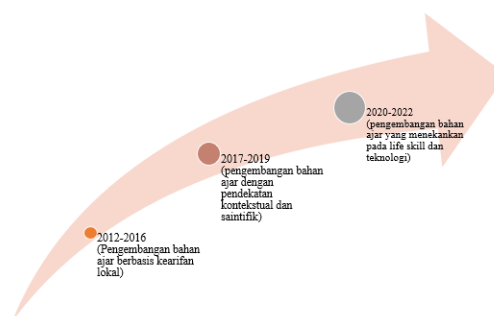 2020-2022
(pengembangan bahan
ajar yang menekankan
pada life skill dan
teknologi)
2017-2019
(pengembangan bahan
ajar dengan
pendekatan
kontekstual dan
saintifik)
2012-2016
(Pengembangan bahan
ajar berbasis kearifan
lokal)